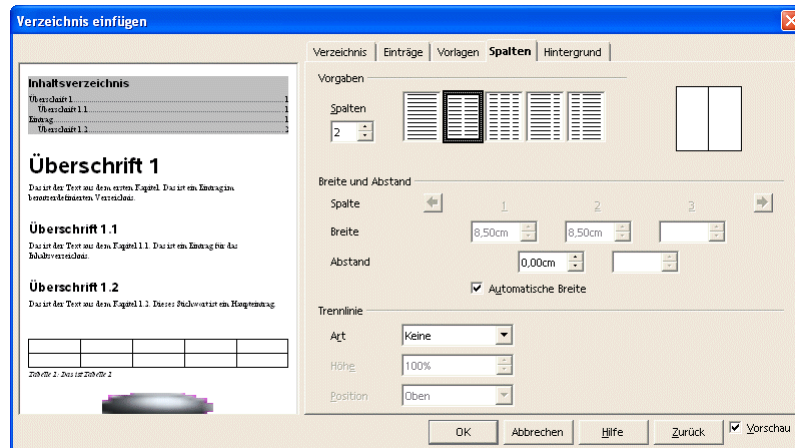 Verzeichnis einfügen
Verzeichnis Einträge Vorlagen Spalten Hintergrund
Inhaltsverzeichnis
Überschrift 1 1
Überschrift 1.1 1
Eintrag 1
Überschrift 1.2 2
Überschrift 1
Das ist der Text aus dem ersten Kapitel. Das ist ein Eintrag im
benutzerdefinierten Verzeichnis.
Überschrift 1.1
Das ist der Text aus dem Kapitel 1.1. Das ist ein Eintrag für das
Inhaltsverzeichnis.
Überschrift 1.2
Das ist der Text aus dem Kapitel 1.2. Dieses Stichwort ist ein Haupteintrag.
Tabelle 2: Das ist Tabelle 2
Vorgaben
Spalten
2
Breite und Abstand
Spalte 1 2 3
Breite 8,50cm 8,50cm
Abstand 0,00cm
Automatische Breite
Trennlinie
Art Keine
Höhe 100%
Position Oben
OK Abbrechen Hilfe Zurück Vorschau